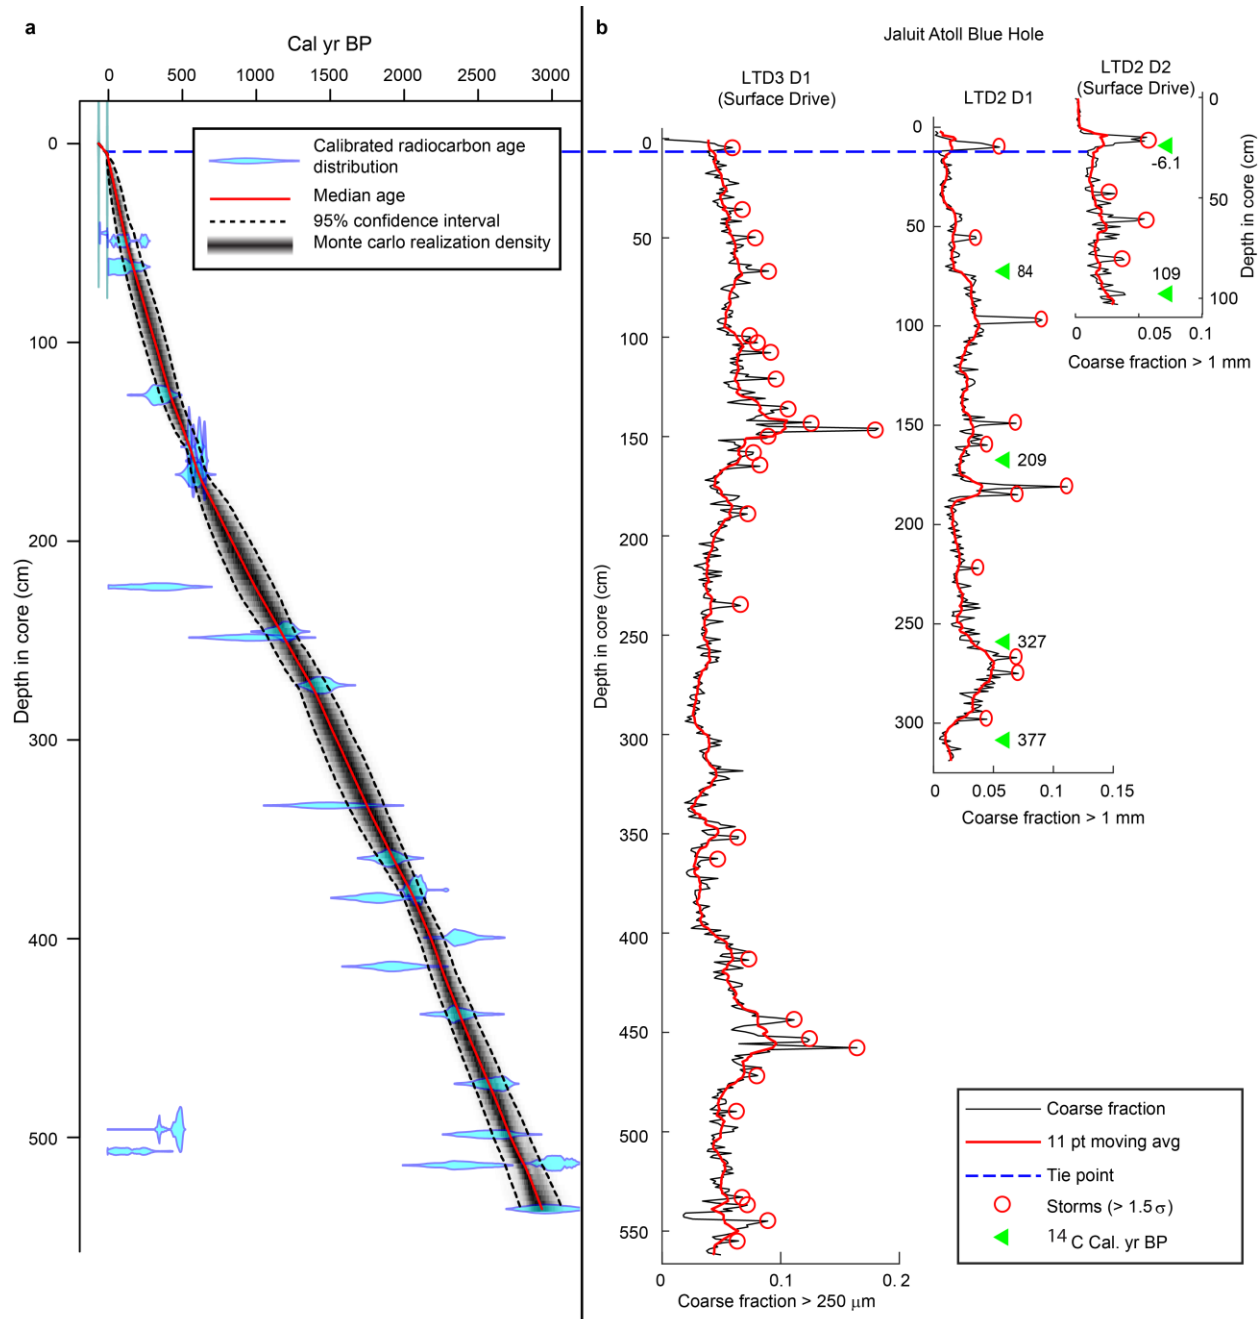 a
Cal yr BP
0 500 1000 1500 2000 2500 3000
0
100
200
300
400
500
Depth in core (cm)
Calibrated radiocarbon age
distribution
Median age
95% confidence interval
Monte carlo realization density
b
Jaluit Atoll Blue Hole
LTD3 D1
(Surface Drive)
0
50
100
150
200
250
300
350
400
450
500
550
Depth in core (cm)
0 0.1 0. 2
Coarse fraction > 250 μm
LTD2 D1
0
50
100
150
200
250
300
84
209
327
377
0 0.05 0.1 0.15
Coarse fraction > 1 mm
LTD2 D2
(Surface Drive)
0
50
100
Depth in core (cm)
-6.1
109
0 0.05 0.1
Coarse fraction > 1 mm
Coarse fraction
11 pt moving avg
Tie point
Storms (> 1.5σ)
14C Cal. yr BP